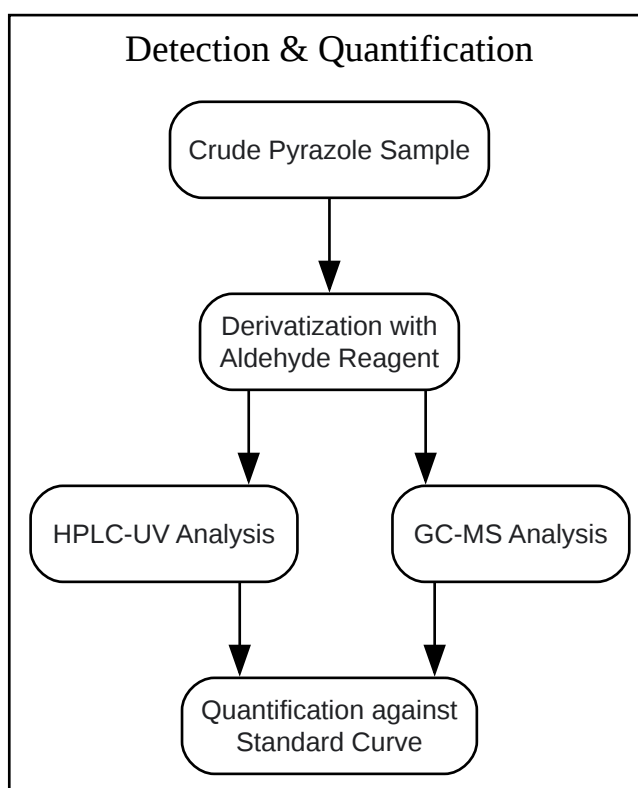 Detection & Quantification
Crude Pyrazole Sample
Derivatization with
Aldehyde Reagent
HPLC-UV Analysis
GC-MS Analysis
Quantification against
Standard Curve